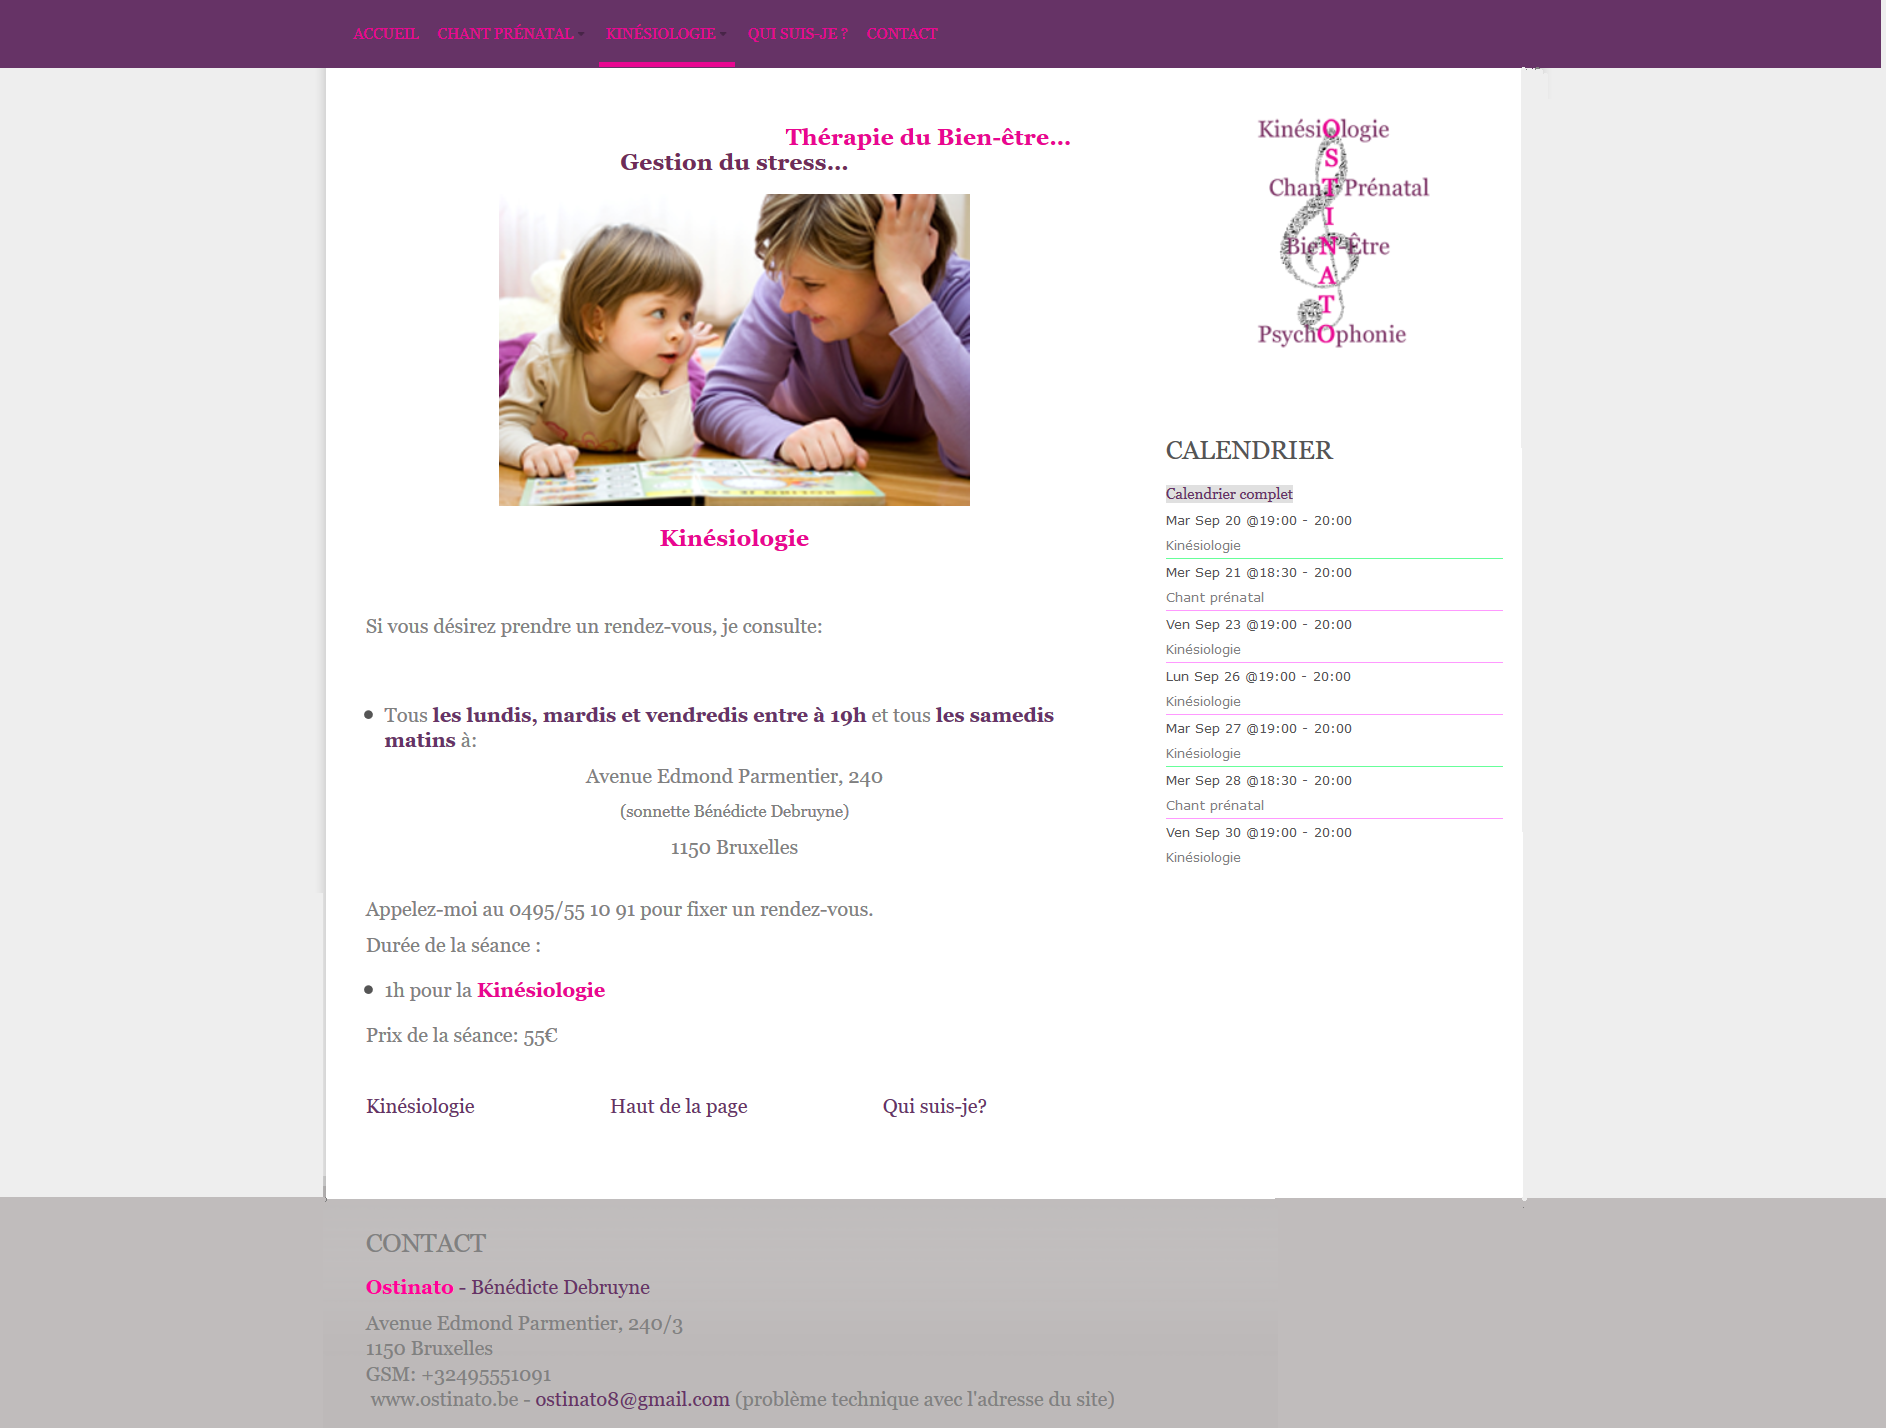 ACCUEIL CHANT PRÉNATAL KINÉSIOLOGIE QUI SUIS-JE ? CONTACT
Thérapie du Bien-être...
Gestion du stress...
Kinésiologie
Si vous désirez prendre un rendez-vous, je consulte:
Tous les lundis, mardis et vendredis entre à 19h et tous les samedis
matins à:
Avenue Edmond Parmentier, 240
(sonnette Bénédicte Debruyne)
1150 Bruxelles
Appelez-moi au 0495/55 10 91 pour fixer un rendez-vous.
Durée de la séance :
1h pour la Kinésiologie
Prix de la séance: 55€
Kinésiologie Haut de la page Qui suis-je?
KinésiOlogie
S
ChanT Prénatal
I
BieN-Être
A
T
PsychOphonie
CALENDRIER
Calendrier complet
Mar Sep 20 @19:00 - 20:00
Kinésiologie
Mer Sep 21 @18:30 - 20:00
Chant prénatal
Ven Sep 23 @19:00 - 20:00
Kinésiologie
Lun Sep 26 @19:00 - 20:00
Kinésiologie
Mar Sep 27 @19:00 - 20:00
Kinésiologie
Mer Sep 28 @18:30 - 20:00
Chant prénatal
Ven Sep 30 @19:00 - 20:00
Kinésiologie
CONTACT
Ostinato - Bénédicte Debruyne
Avenue Edmond Parmentier, 240/3
1150 Bruxelles
GSM: +32495551091
www.ostinato.be - ostinato8@gmail.com (problème technique avec l'adresse du site)